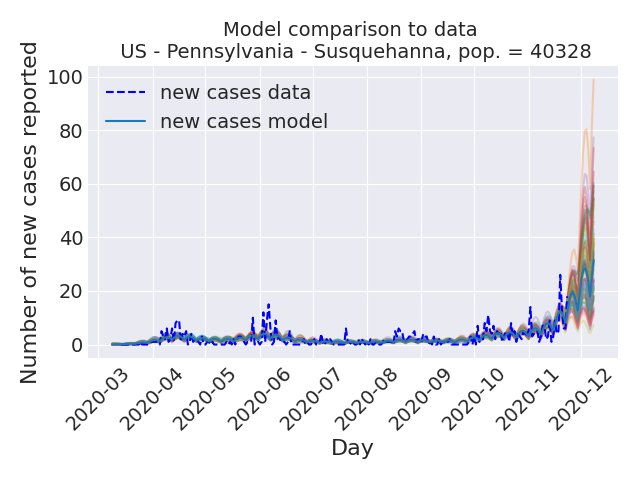 Model comparison to data
US - Pennsylvania - Susquehanna, pop. = 40328
Number of new cases reported
100
80
60
40
20
0
new cases data
new cases model
2020-03
2020-04
2020-05
2020-06
2020-07
2020-08
2020-09
2020-10
2020-11
2020-12
Day